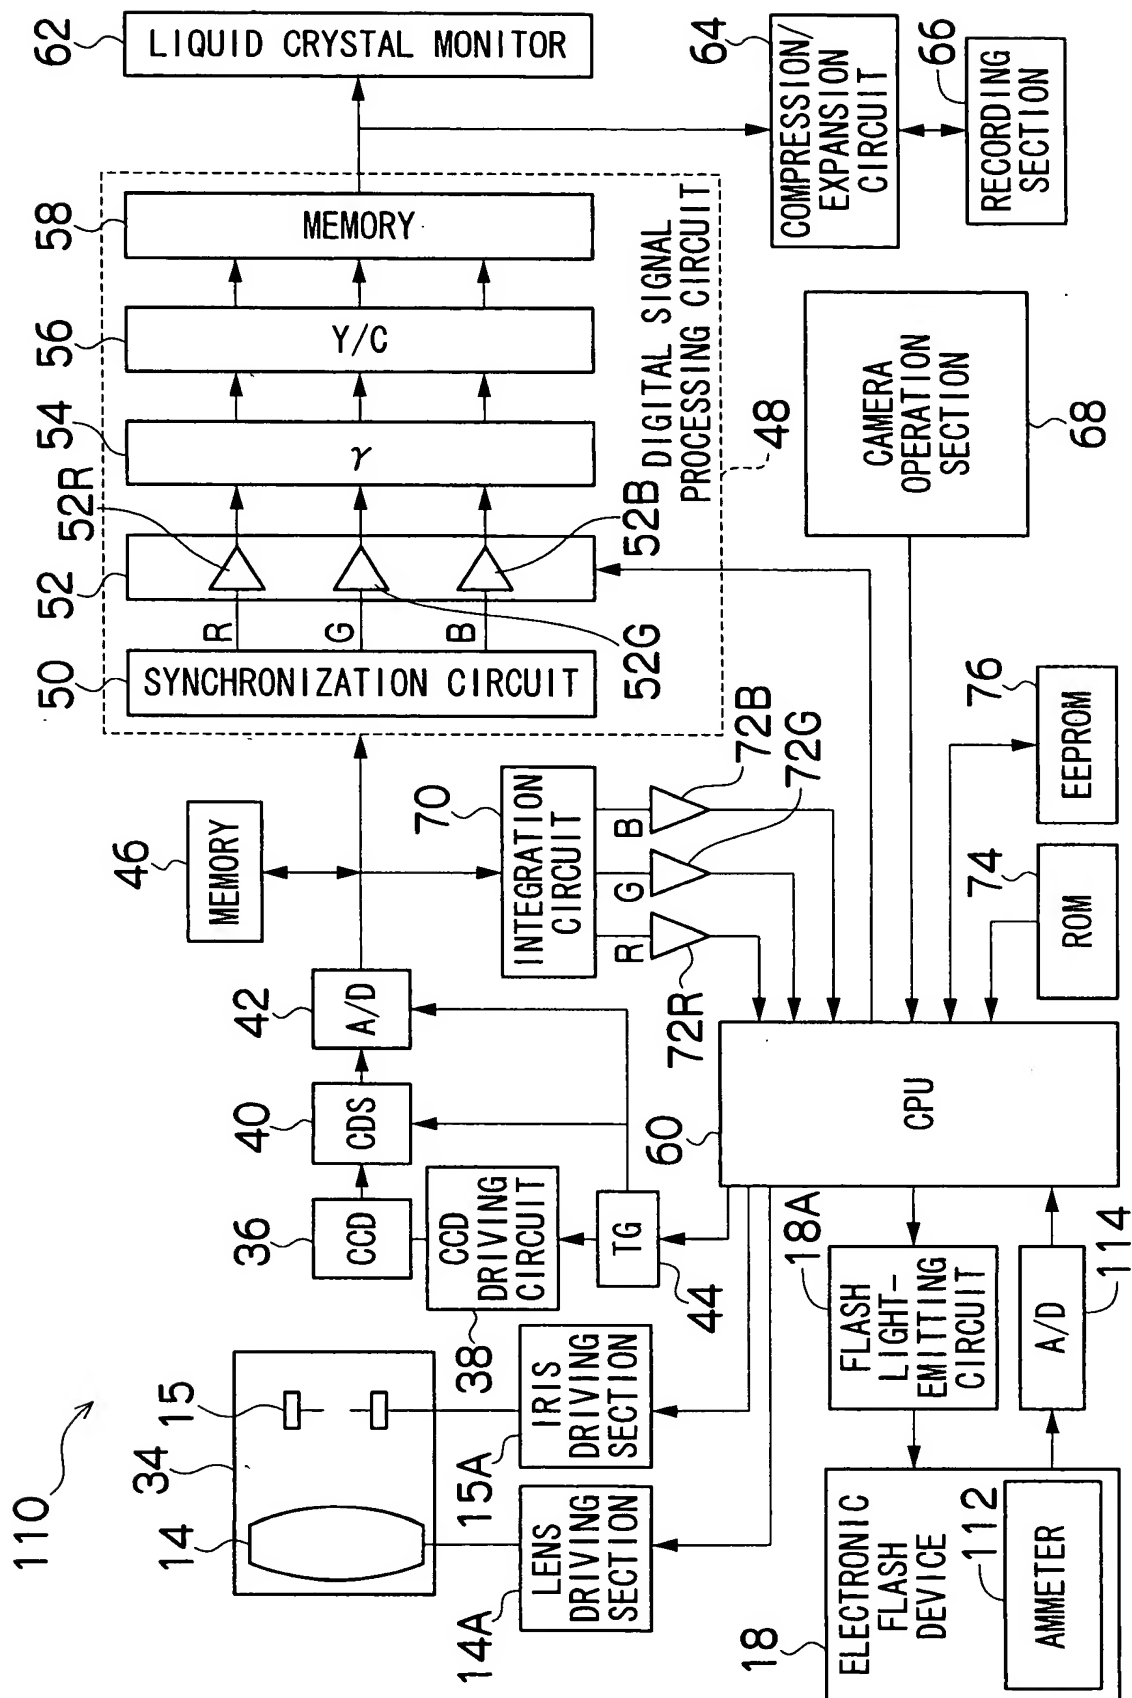 110
14
34
15
14A
LENS
DRIVING
SECTION
15A
IRIS
DRIVING
SECTION
36
CCD
38
CCD
DRIVING
CIRCUIT
40
CDS
42
A/D
44
TG
46
MEMORY
70
INTEGRATION
CIRCUIT
R
G
B
72R
72G
72B
50
SYNCHRONIZATION CIRCUIT
R
G
B
52
52R
52G
52B
54
γ
56
Y/C
58
MEMORY
DIGITAL SIGNAL
PROCESSING CIRCUIT
48
62
LIQUID CRYSTAL MONITOR
64
COMPRESSION/
EXPANSION
CIRCUIT
66
RECORDING
SECTION
18
ELECTRONIC
FLASH
DEVICE
112
AMMETER
18A
FLASH
LIGHT-
EMITTING
CIRCUIT
A/D
114
60
CPU
68
CAMERA
OPERATION
SECTION
74
ROM
76
EEPROM